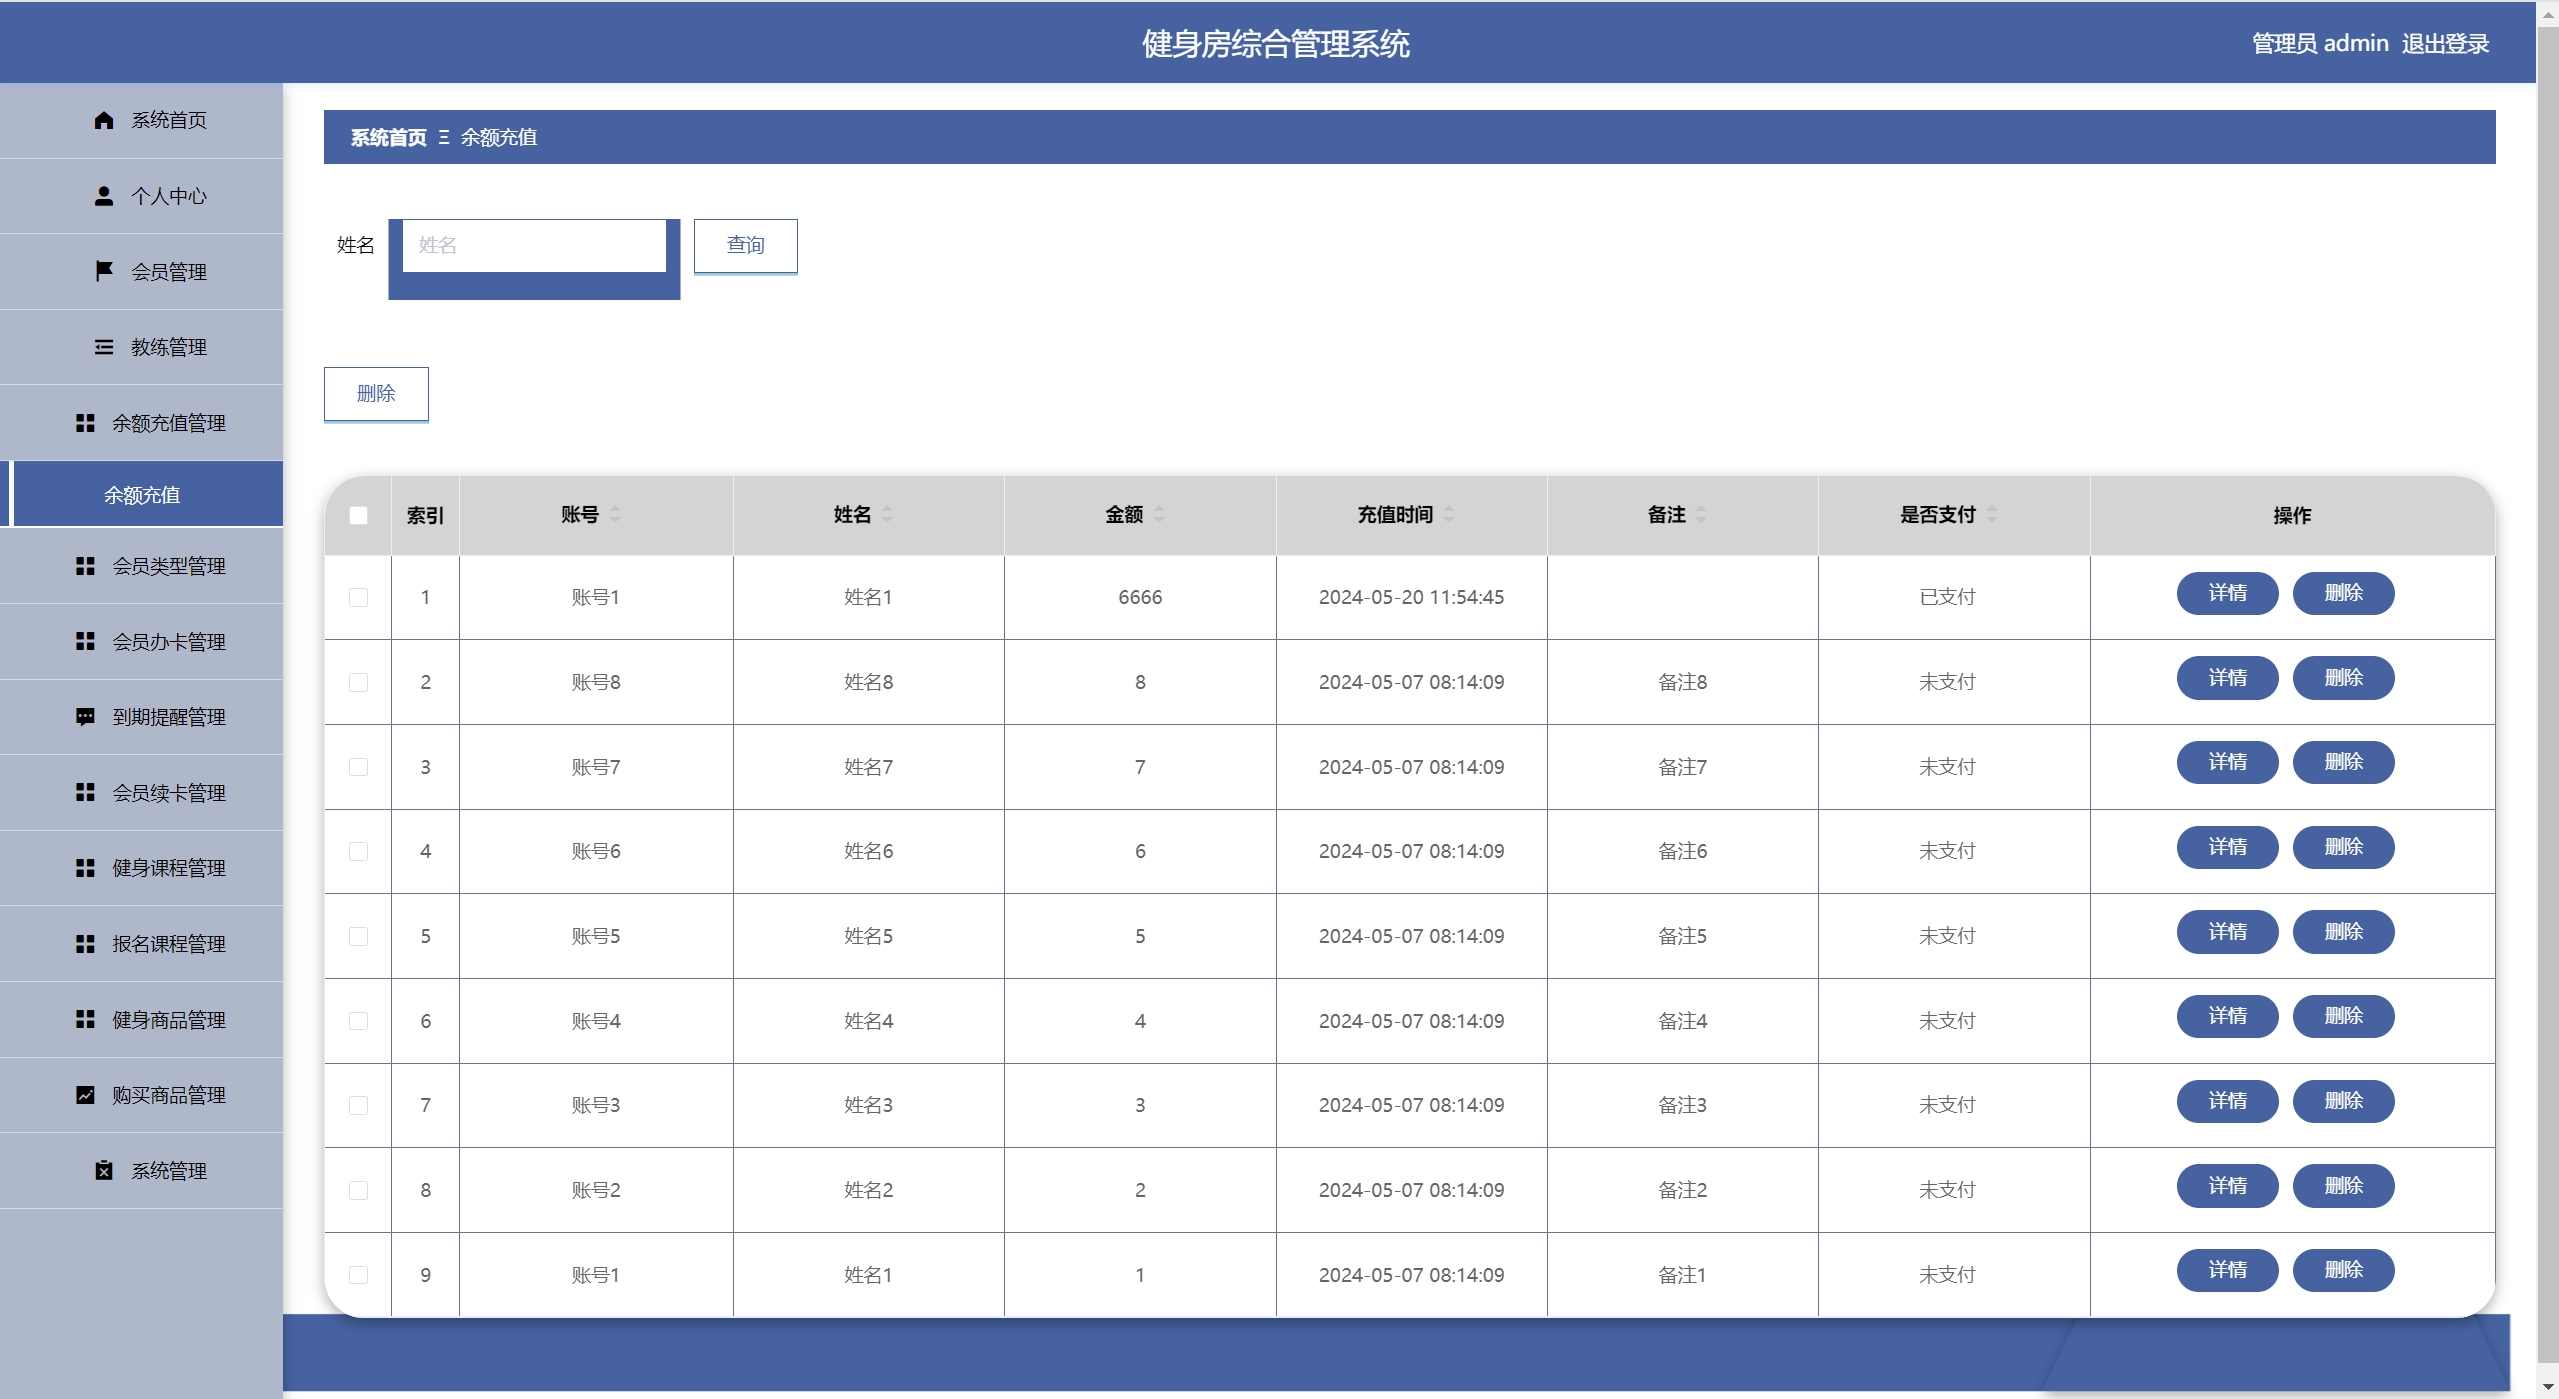 健身房综合管理系统
管理员 admin 退出登录
系统首页
个人中心
会员管理
教练管理
余额充值管理
余额充值
会员类型管理
会员办卡管理
到期提醒管理
会员续卡管理
健身课程管理
报名课程管理
健身商品管理
购买商品管理
系统管理
系统首页 Ξ 余额充值
姓名 姓名 查询
删除
索引 账号 姓名 金额 充值时间 备注 是否支付 操作
1 账号1 姓名1 6666 2024-05-20 11:54:45 已支付 详情 删除
2 账号8 姓名8 8 2024-05-07 08:14:09 备注8 未支付 详情 删除
3 账号7 姓名7 7 2024-05-07 08:14:09 备注7 未支付 详情 删除
4 账号6 姓名6 6 2024-05-07 08:14:09 备注6 未支付 详情 删除
5 账号5 姓名5 5 2024-05-07 08:14:09 备注5 未支付 详情 删除
6 账号4 姓名4 4 2024-05-07 08:14:09 备注4 未支付 详情 删除
7 账号3 姓名3 3 2024-05-07 08:14:09 备注3 未支付 详情 删除
8 账号2 姓名2 2 2024-05-07 08:14:09 备注2 未支付 详情 删除
9 账号1 姓名1 1 2024-05-07 08:14:09 备注1 未支付 详情 删除